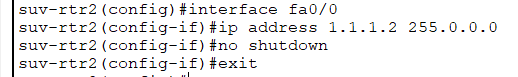 suv-rtr2(config)#interface fa0/0
suv-rtr2(config-if)#ip address 1.1.1.2 255.0.0.0
suv-rtr2(config-if)#no shutdown
suv-rtr2(config-if)#exit